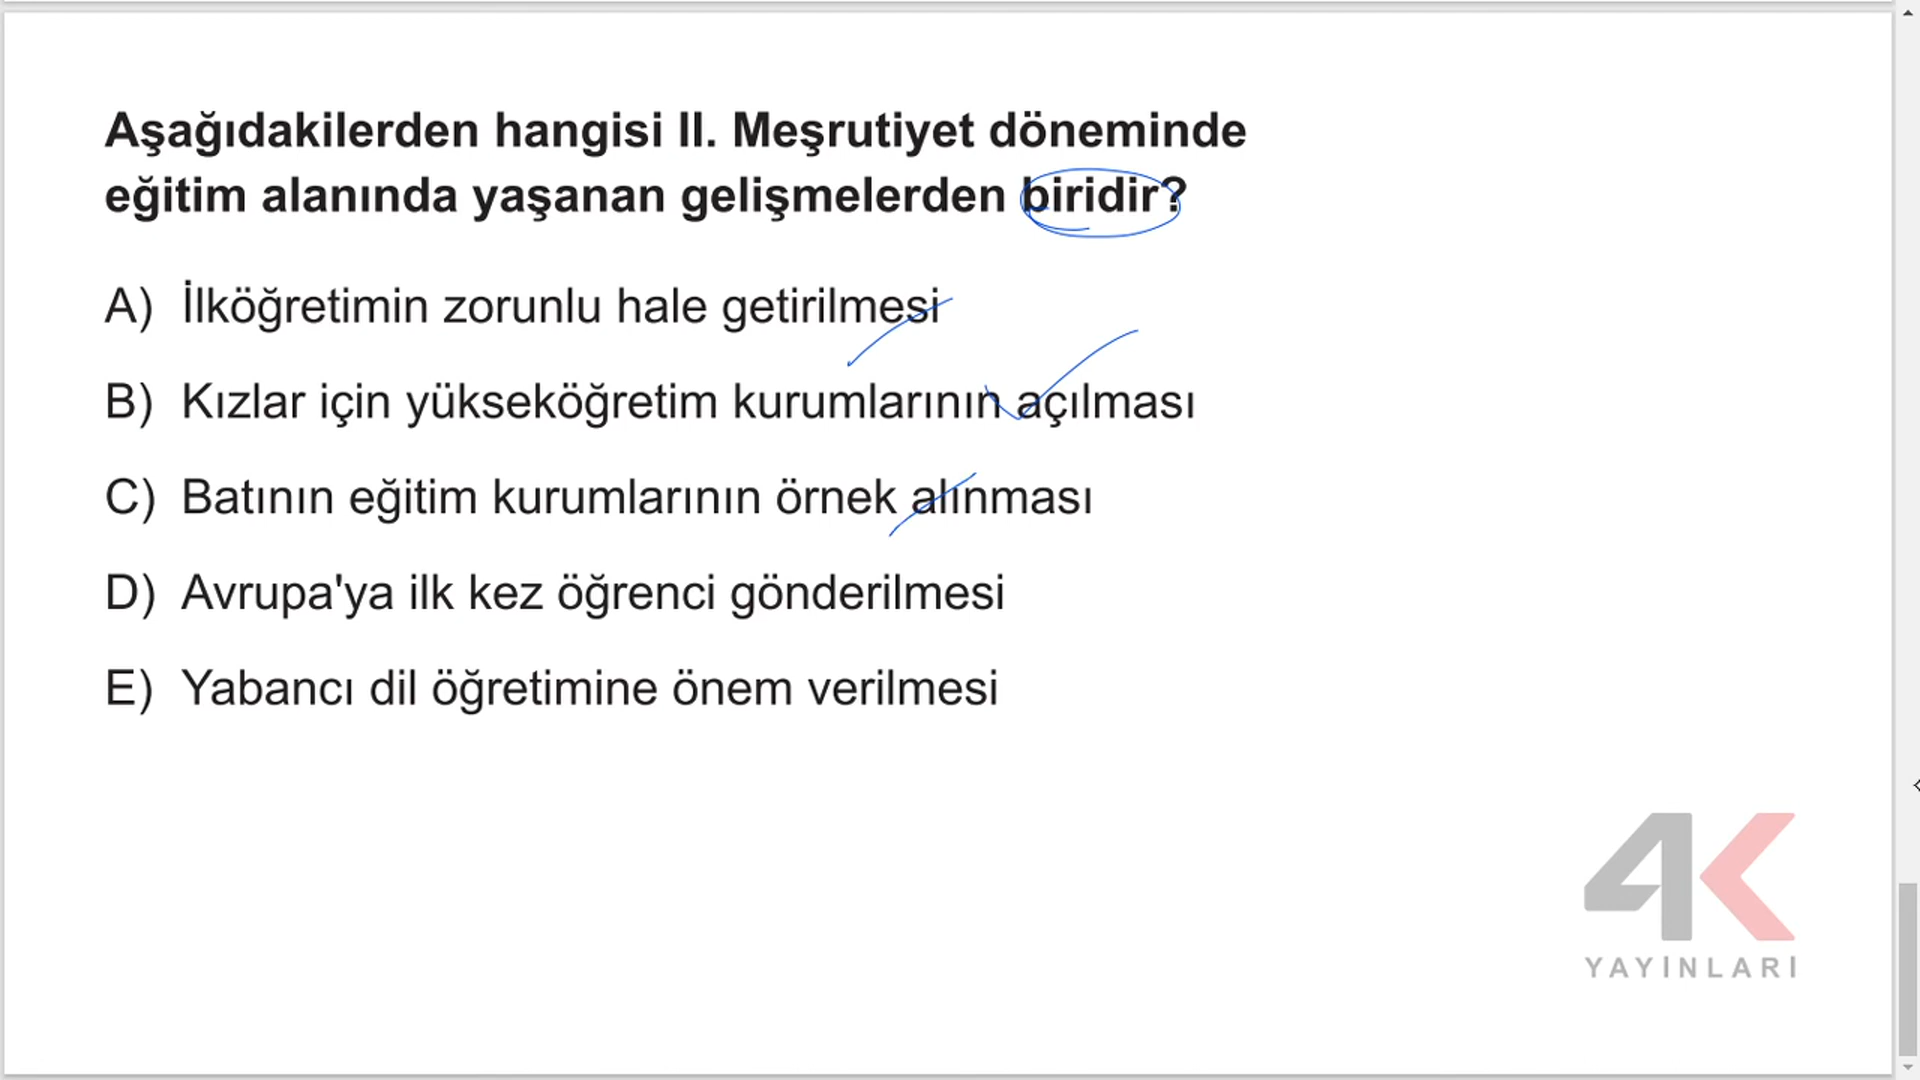 Aşağıdakilerden hangisi II. Meşrutiyet döneminde
eğitim alanında yaşanan gelişmelerden biridir?
A) İlköğretimin zorunlu hale getirilmesi
B) Kızlar için yükseköğretim kurumlarının açılması
C) Batının eğitim kurumlarının örnek alınması
D) Avrupa'ya ilk kez öğrenci gönderilmesi
E) Yabancı dil öğretimine önem verilmesi
4K
YAYINLARI